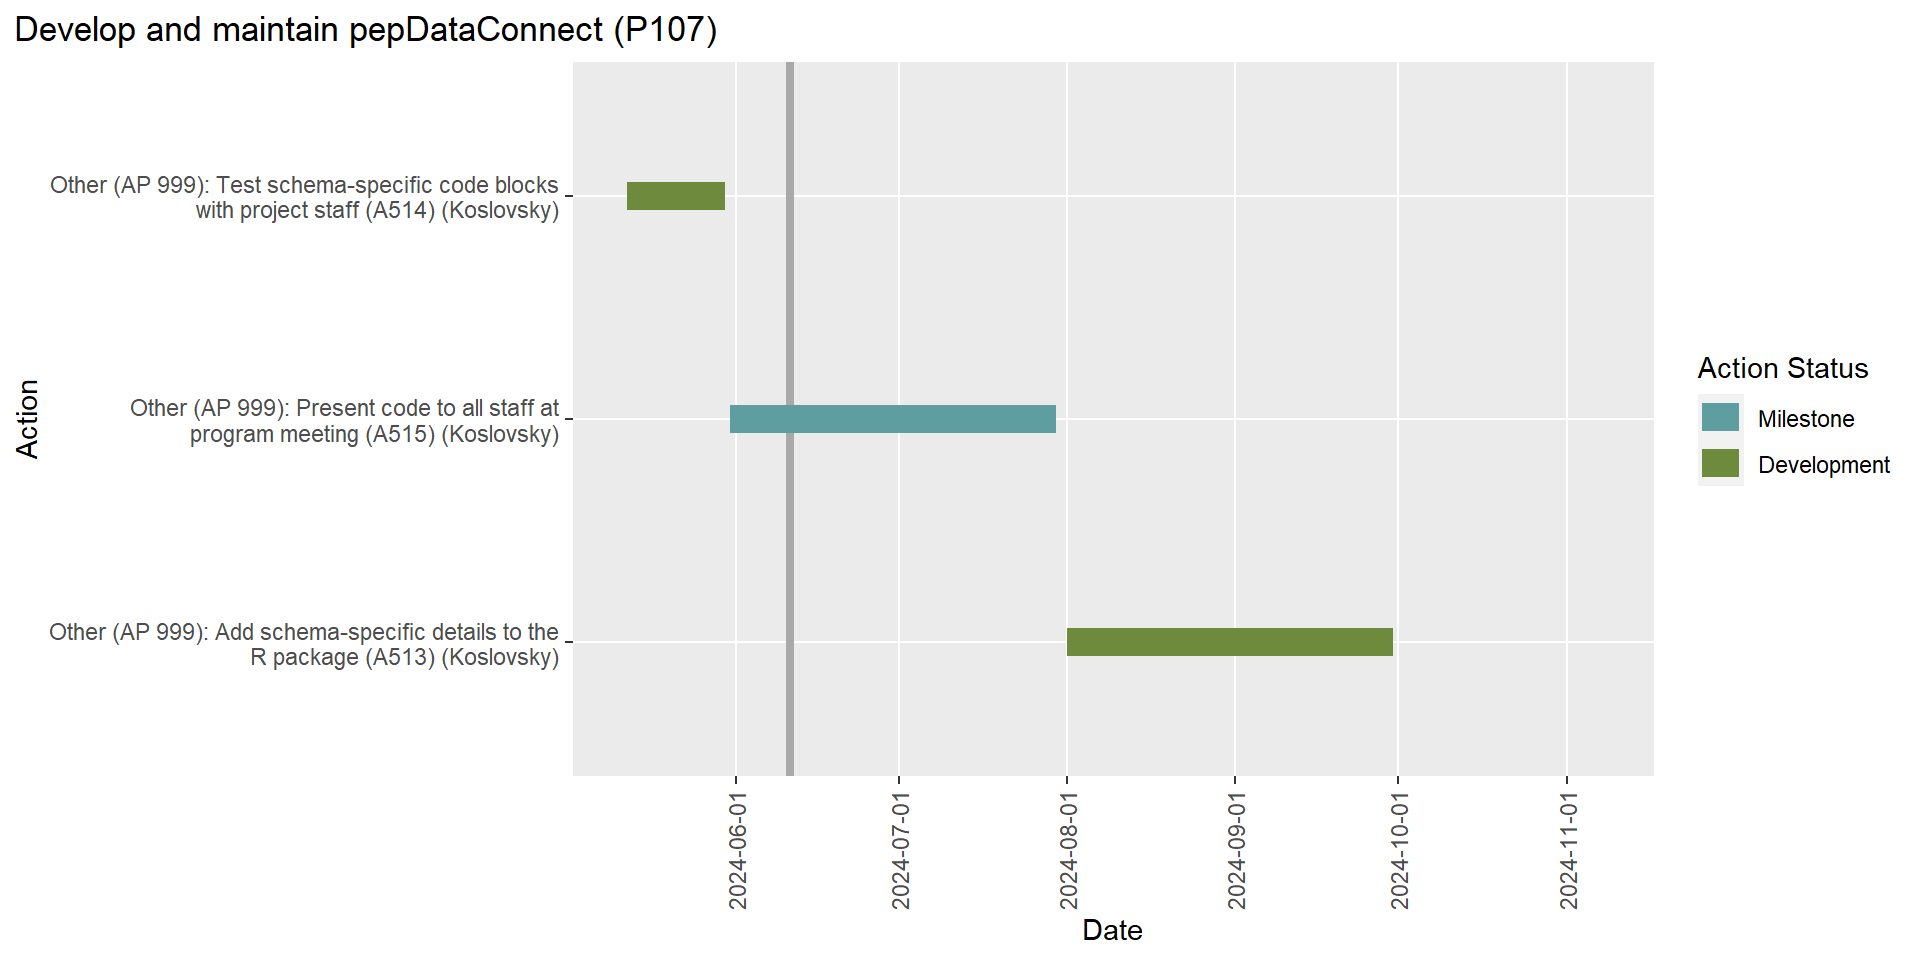 Develop and maintain pepDataConnect (P107)
Other (AP 999): Test schema-specific code blocks
with project staff (A514) (Koslovsky)
Other (AP 999): Present code to all staff at
program meeting (A515) (Koslovsky)
Other (AP 999): Add schema-specific details to the
R package (A513) (Koslovsky)
Action
2024-06-01
2024-07-01
2024-08-01
2024-09-01
2024-10-01
2024-11-01
Date
Action Status
Milestone
Development